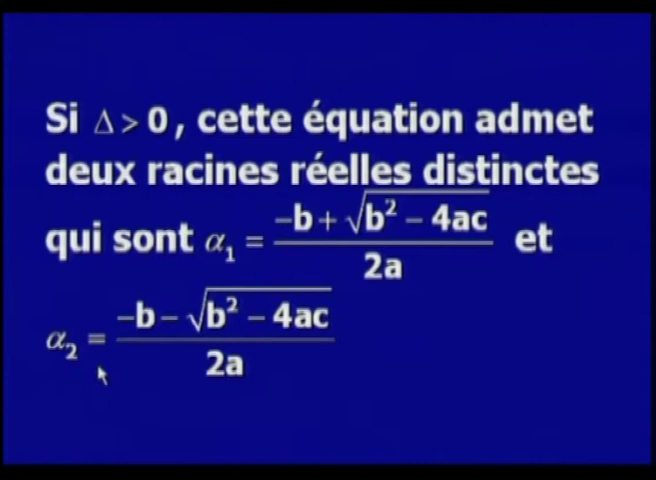 Si Δ > 0, cette équation admet
deux racines réelles distinctes
qui sont α₁ = (−b + √(b² − 4ac)) / 2a et
α₂ = (−b − √(b² − 4ac)) / 2a